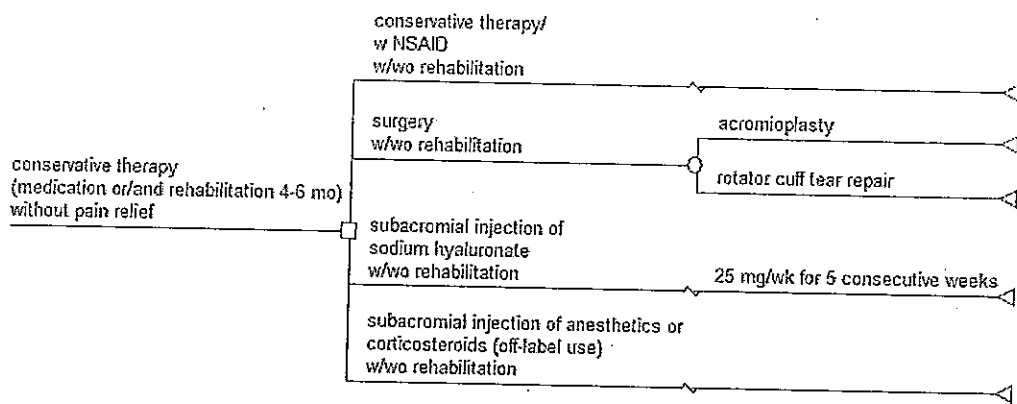 conservative therapy/
w NSAID
w/wo rehabilitation
surgery
w/wo rehabilitation
acromioplasty
rotator cuff tear repair
conservative therapy
(medication or/and rehabilitation 4-6 mo)
without pain relief
subacromial injection of
sodium hyaluronate
w/wo rehabilitation
25 mg/wk for 5 consecutive weeks
subacromial injection of anesthetics or
corticosteroids (off-label use)
w/wo rehabilitation